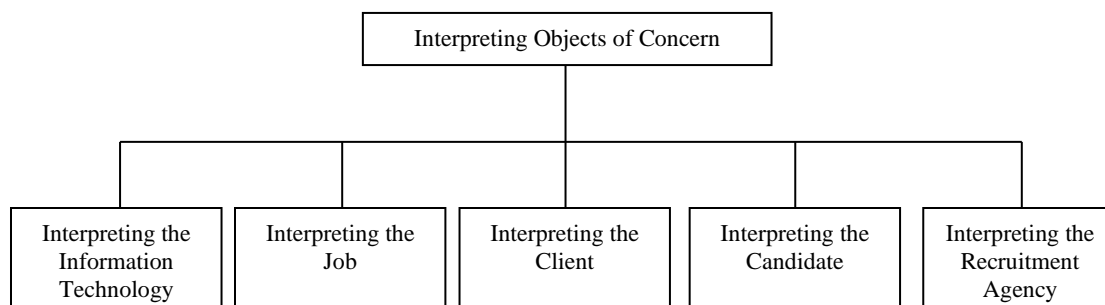 Interpreting Objects of Concern
Interpreting the
Information
Technology
Interpreting the
Job
Interpreting the
Client
Interpreting the
Candidate
Interpreting the
Recruitment
Agency